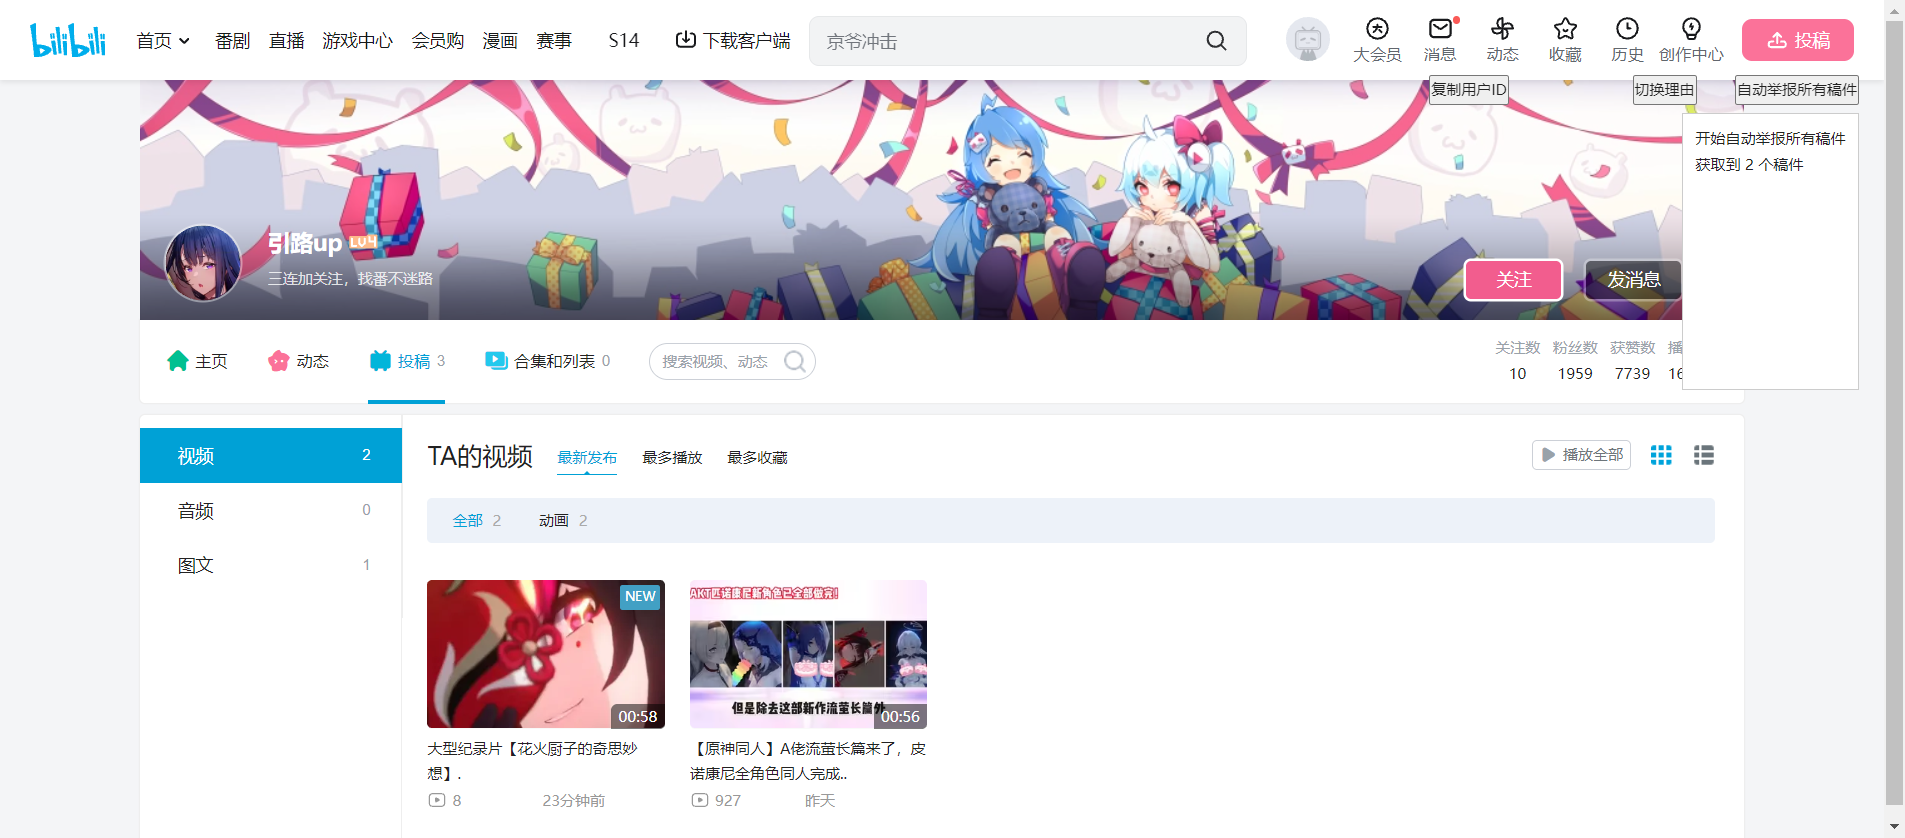 bilibili
首页 番剧 直播 游戏中心 会员购 漫画 赛事 S14 下载客户端
京爷冲击
大会员 消息 动态 收藏 历史 创作中心 投稿
复制用户ID 切换理由 自动举报所有稿件
开始自动举报所有稿件
获取到 2 个稿件
引路up LV4
三连加关注，找番不迷路
关注 发消息
主页 动态 投稿 3 合集和列表 0 搜索视频、动态
关注数 粉丝数 获赞数 播
10 1959 7739 16
视频 2
音频 0
图文 1
TA的视频 最新发布 最多播放 最多收藏 播放全部
全部 2 动画 2
NEW
00:58
AKT匹诺康尼新角色已全部做完!
但是除去这部新作流萤长篇外
00:56
大型纪录片【花火厨子的奇思妙
想】.
8 23分钟前
【原神同人】A佬流萤长篇来了，皮
诺康尼全角色同人完成..
927 昨天